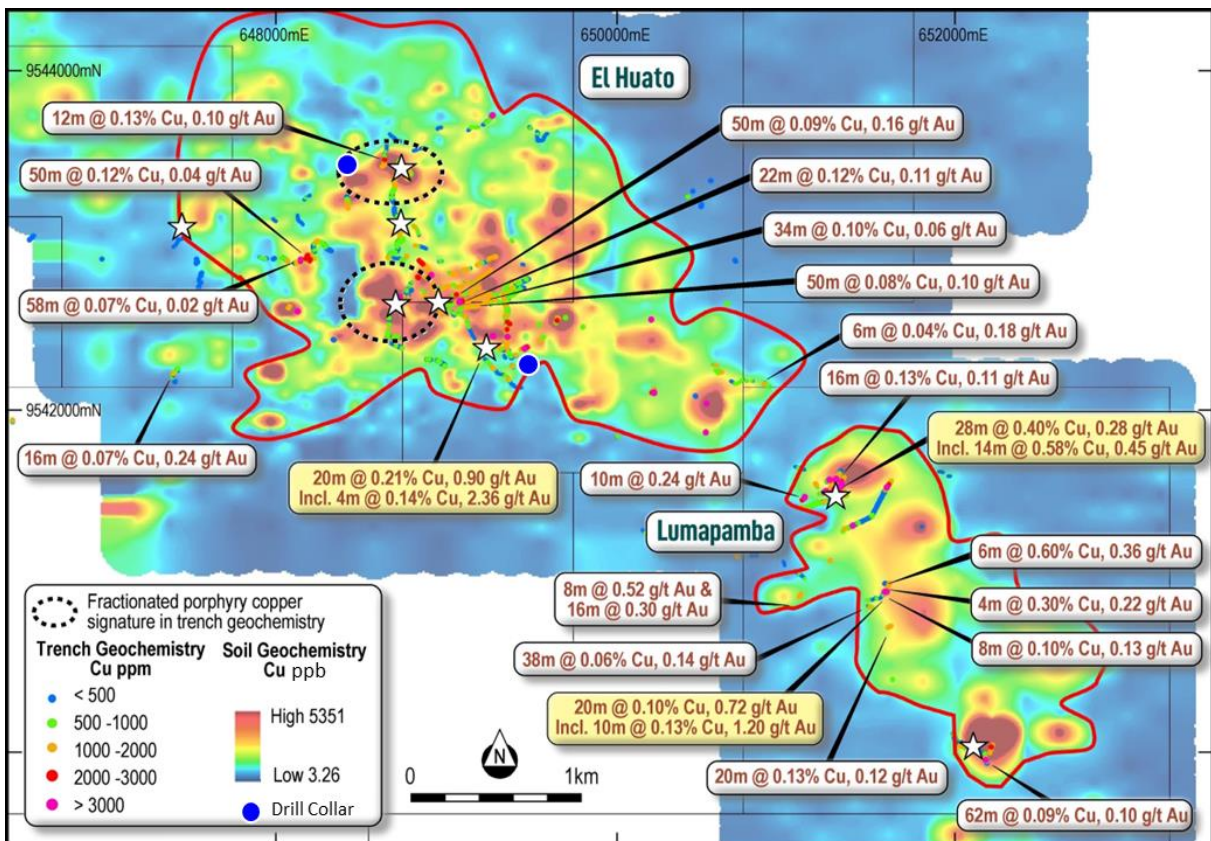 648000mE
650000mE
652000mE
9544000mN
9542000mN
El Huato
12m @ 0.13% Cu, 0.10 g/t Au
50m @ 0.12% Cu, 0.04 g/t Au
58m @ 0.07% Cu, 0.02 g/t Au
16m @ 0.07% Cu, 0.24 g/t Au
50m @ 0.09% Cu, 0.16 g/t Au
22m @ 0.12% Cu, 0.11 g/t Au
34m @ 0.10% Cu, 0.06 g/t Au
50m @ 0.08% Cu, 0.10 g/t Au
6m @ 0.04% Cu, 0.18 g/t Au
16m @ 0.13% Cu, 0.11 g/t Au
28m @ 0.40% Cu, 0.28 g/t Au
Incl. 14m @ 0.58% Cu, 0.45 g/t Au
20m @ 0.21% Cu, 0.90 g/t Au
Incl. 4m @ 0.14% Cu, 2.36 g/t Au
10m @ 0.24 g/t Au
Lumapamba
6m @ 0.60% Cu, 0.36 g/t Au
4m @ 0.30% Cu, 0.22 g/t Au
8m @ 0.10% Cu, 0.13 g/t Au
8m @ 0.52 g/t Au &
16m @ 0.30 g/t Au
38m @ 0.06% Cu, 0.14 g/t Au
20m @ 0.10% Cu, 0.72 g/t Au
Incl. 10m @ 0.13% Cu, 1.20 g/t Au
20m @ 0.13% Cu, 0.12 g/t Au
62m @ 0.09% Cu, 0.10 g/t Au
Fractionated porphyry copper
signature in trench geochemistry
Trench Geochemistry
Cu ppm
< 500
500 -1000
1000 -2000
2000 -3000
> 3000
Soil Geochemistry
Cu ppb
High 5351
Low 3.26
Drill Collar
N
0
1km